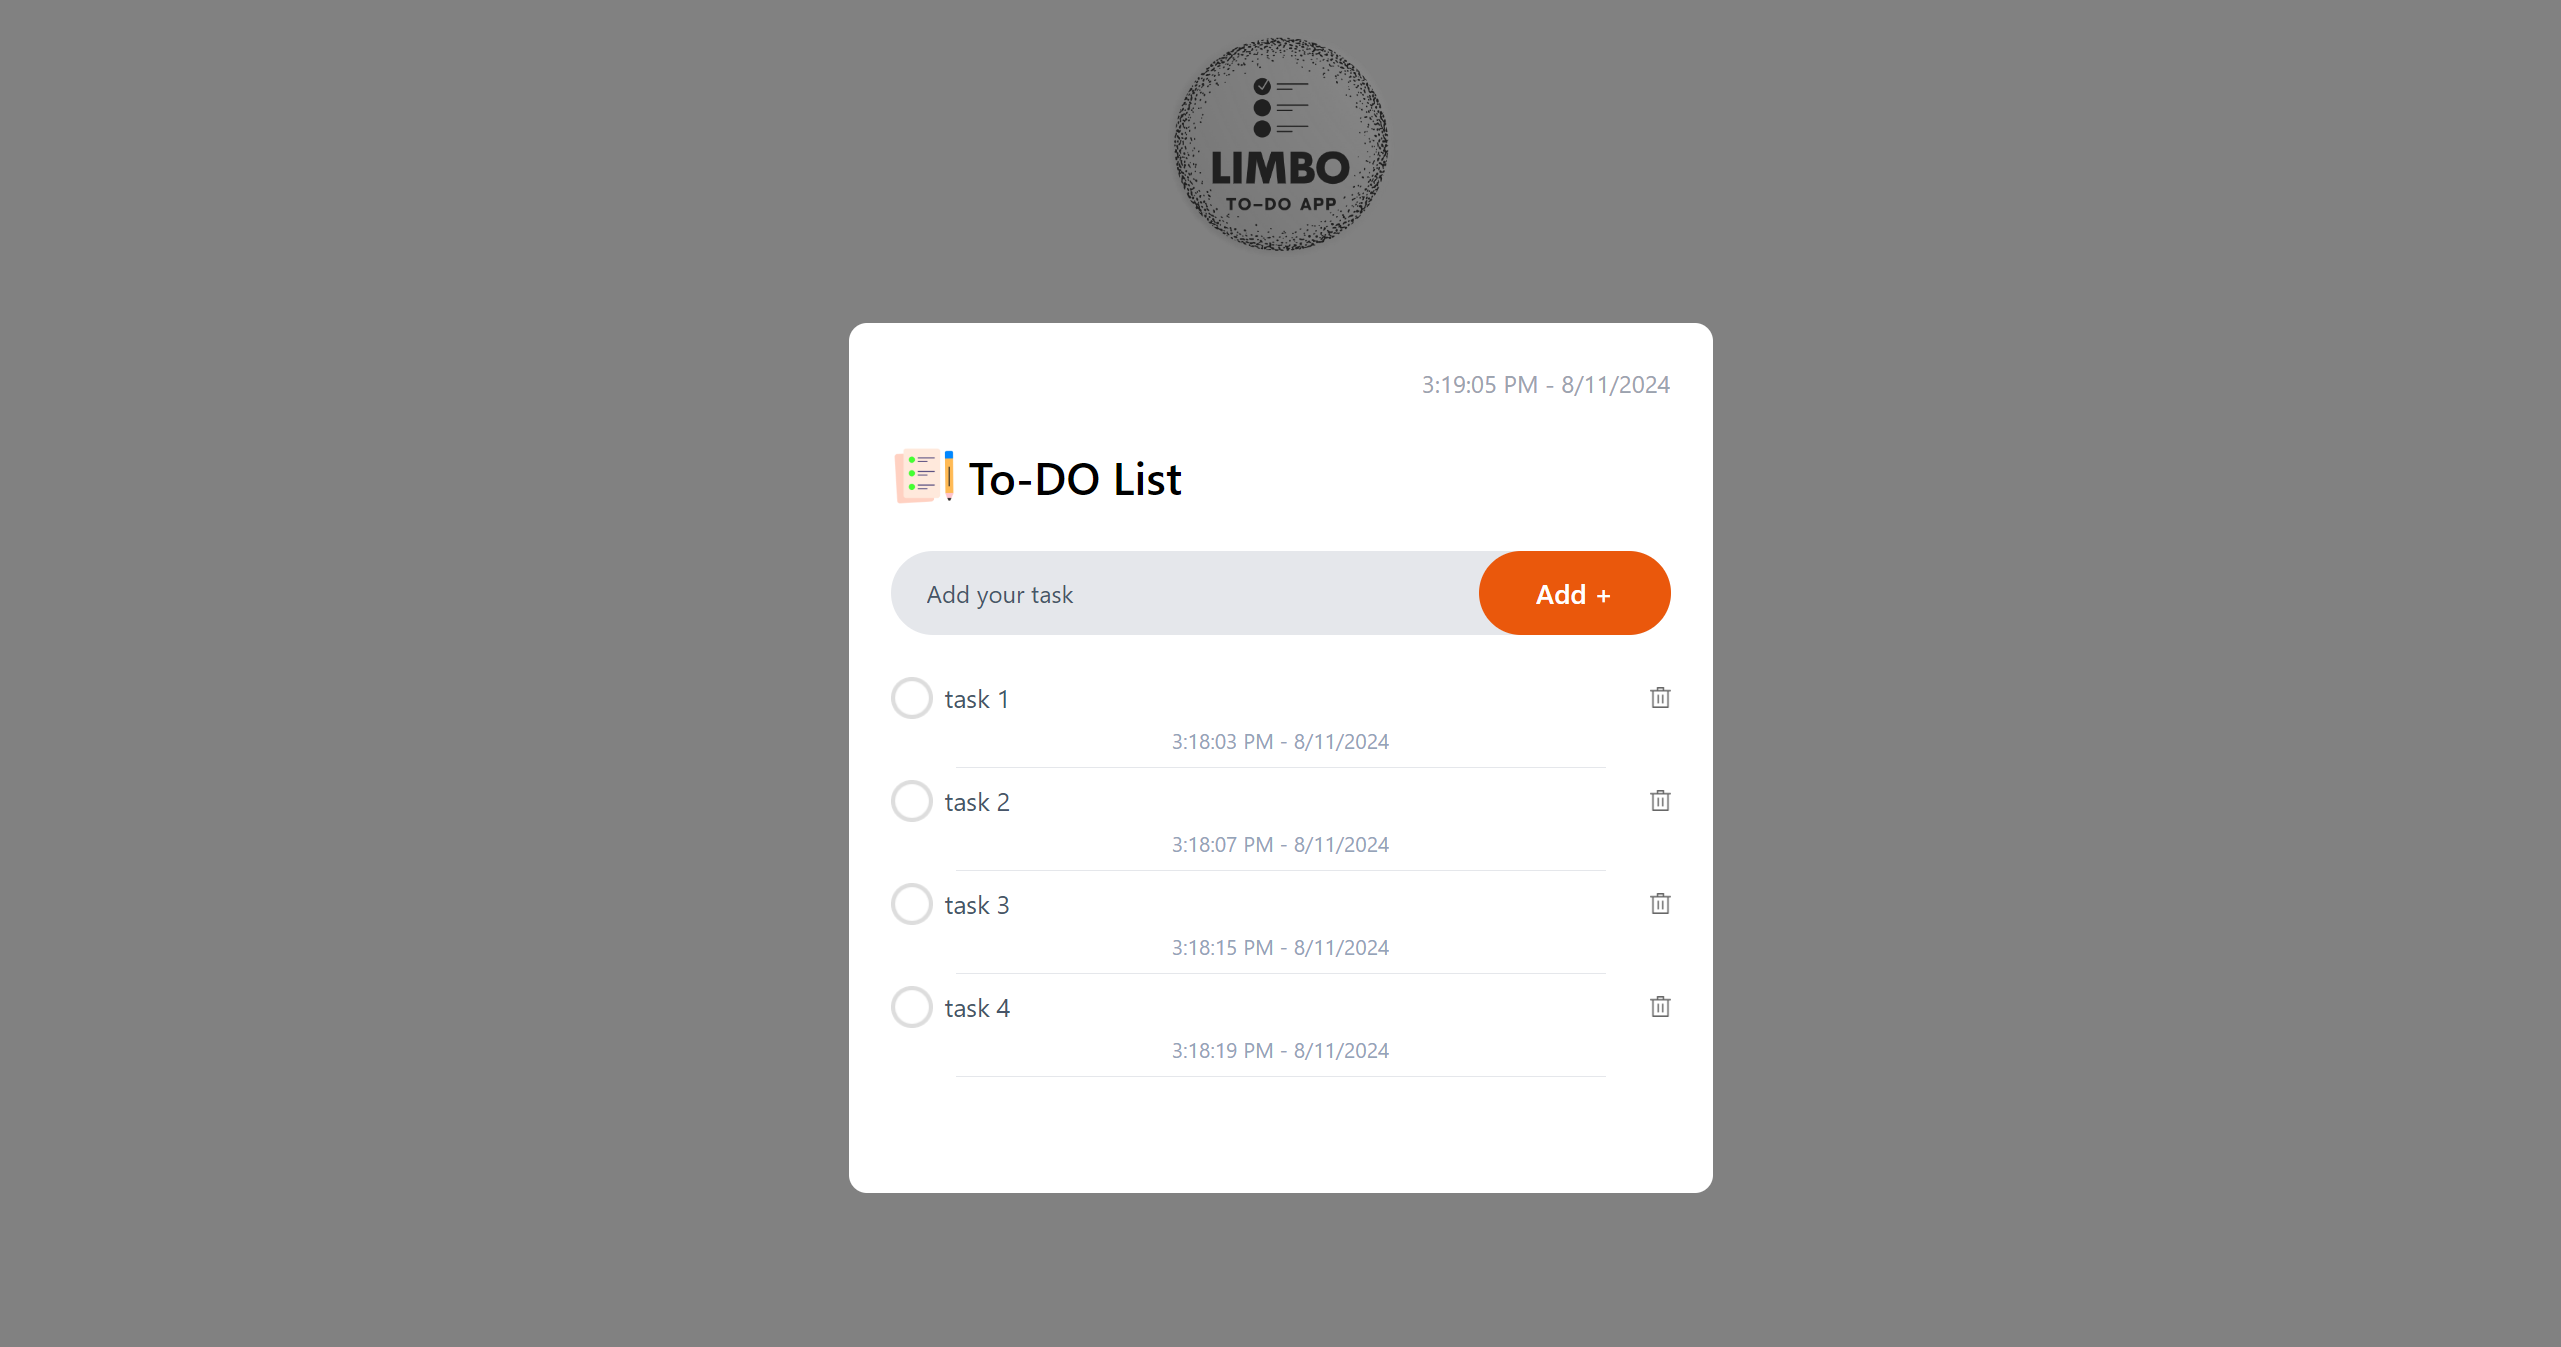 LIMBO
TO-DO APP
3:19:05 PM - 8/11/2024
To-DO List
Add your task
Add +
task 1
3:18:03 PM - 8/11/2024
task 2
3:18:07 PM - 8/11/2024
task 3
3:18:15 PM - 8/11/2024
task 4
3:18:19 PM - 8/11/2024